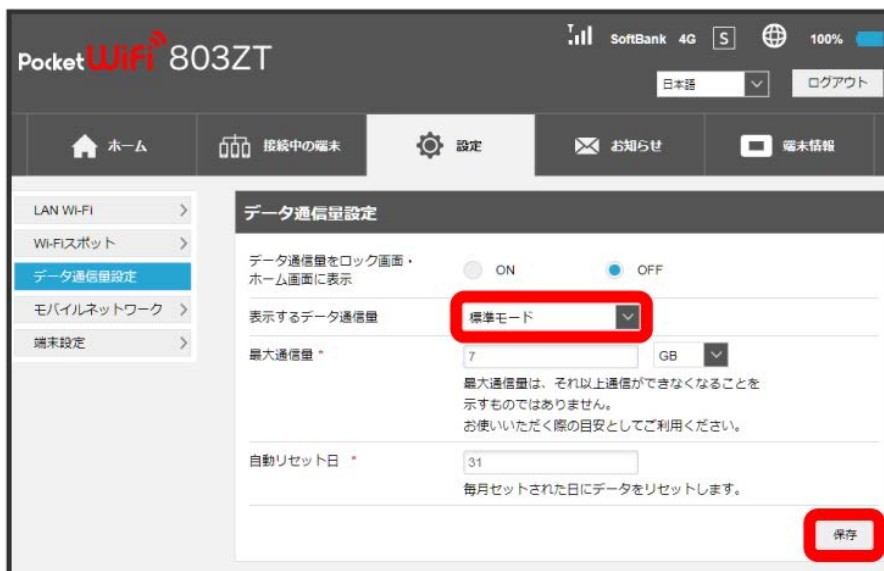 Pocket WiFi 803ZT
SoftBank 4G S 100%
日本語 ログアウト
ホーム 接続中の端末 設定 お知らせ 端末情報
LAN Wi-Fi
Wi-Fiスポット
データ通信量設定
モバイルネットワーク
端末設定
データ通信量設定
データ通信量をロック画面・
ホーム画面に表示
ON OFF
表示するデータ通信量 標準モード
最大通信量 * 7 GB
最大通信量は、それ以上通信ができなくなることを
示すものではありません。
お使いいただく際の目安としてご利用ください。
自動リセット日 * 31
毎月セットされた日にデータをリセットします。
保存